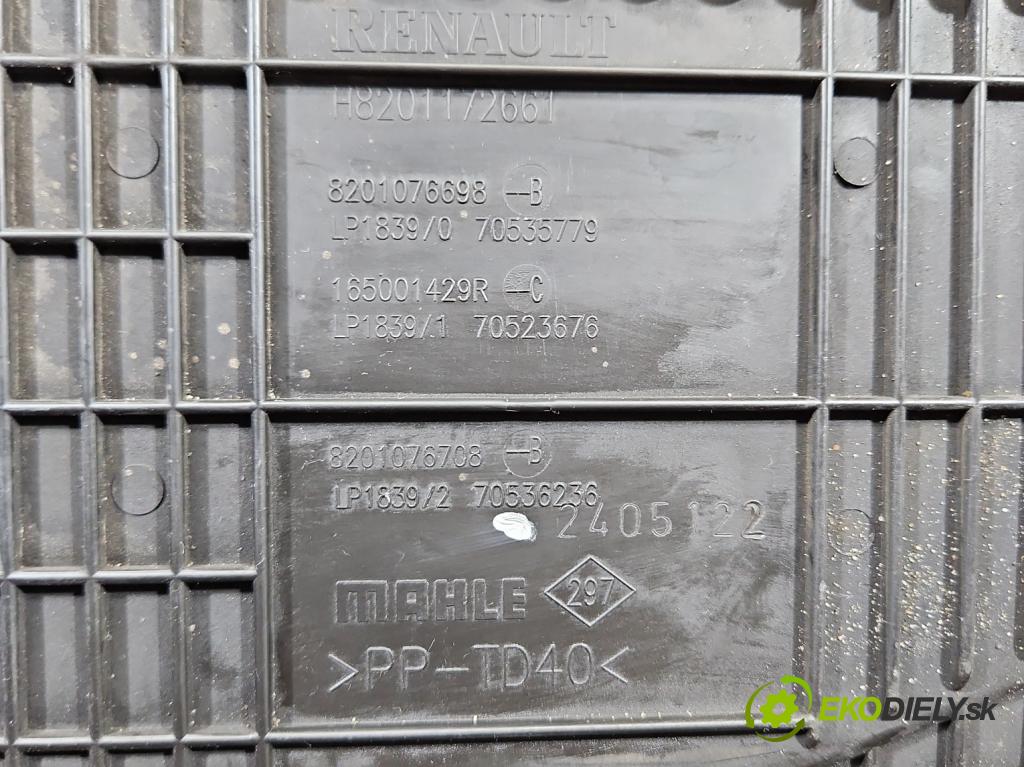 RENAULT
H8201172661
8201076698 —B
LP1839/0 70535779
165001429R —C
LP1839/1 70523676
8201076708 —B
LP1839/2 70536236
2405122
MAHLE 297
>PP-TD40<
EKODIELY.sk